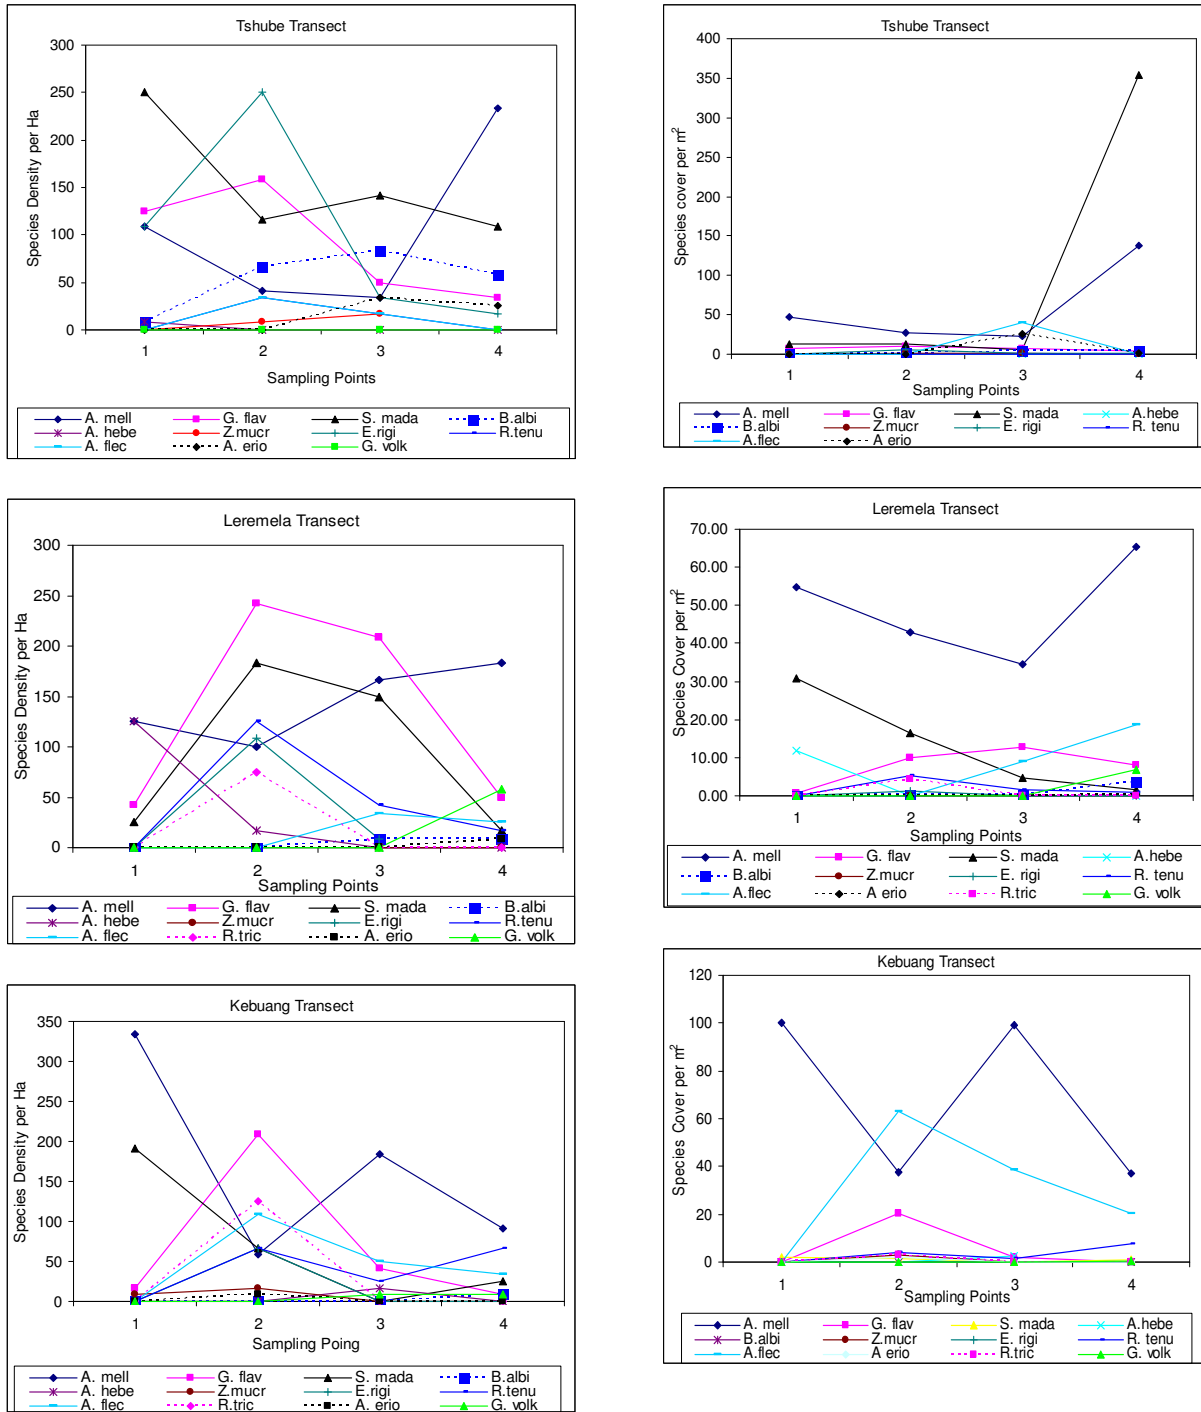 Tshube Transect
Species Density per Ha
300
250
200
150
100
50
0
1 2 3 4
Sampling Points
A. mell G. flav S. mada B.albi
A. hebe Z.mucr E.rigi R.tenu
A. flec A. erio G. volk
Tshube Transect
Species cover per m²
400
350
300
250
200
150
100
50
0
1 2 3 4
Sampling Points
A. mell G. flav S. mada A.hebe
B.albi Z.mucr E. rigi R. tenu
A.flec A erio
Leremela Transect
Species Density per Ha
300
250
200
150
100
50
0
1 2 3 4
Sampling Points
A. mell G. flav S. mada B.albi
A. hebe Z.mucr E.rigi R.tenu
A. flec R.tric A. erio G. volk
Leremela Transect
Species Cover per m²
70.00
60.00
50.00
40.00
30.00
20.00
10.00
0.00
1 2 3 4
Sampling Points
A. mell G. flav S. mada A.hebe
B.albi Z.mucr E. rigi R. tenu
A.flec A erio R.tric G. volk
Kebuang Transect
Species Density per Ha
350
300
250
200
150
100
50
0
1 2 3 4
Sampling Poing
A. mell G. flav S. mada B.albi
A. hebe Z.mucr E.rigi R.tenu
A. flec R.tric A. erio G. volk
Kebuang Transect
Species Cover per m²
120
100
80
60
40
20
0
1 2 3 4
Sampling Points
A. mell G. flav S. mada A.hebe
B.albi Z.mucr E. rigi R. tenu
A.flec A erio R.tric G. volk